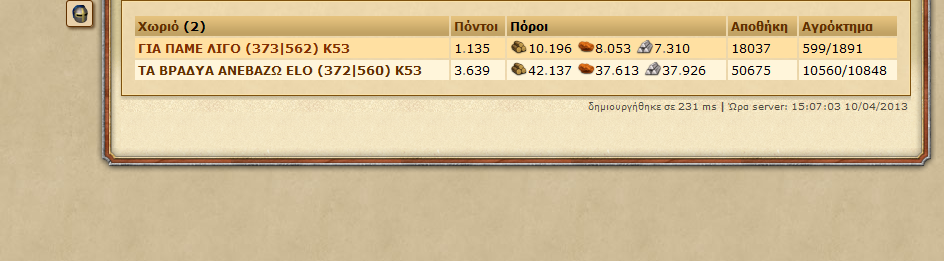 Χωριό (2) Πόντοι Πόροι Αποθήκη Αγρόκτημα
ΓΙΑ ΠΑΜΕ ΛΙΓΟ (373|562) K53 1.135 10.196 8.053 7.310 18037 599/1891
ΤΑ ΒΡΑΔΥΑ ΑΝΕΒΑΖΩ ELO (372|560) K53 3.639 42.137 37.613 37.926 50675 10560/10848
δημιουργήθηκε σε 231 ms | Ώρα server: 15:07:03 10/04/2013